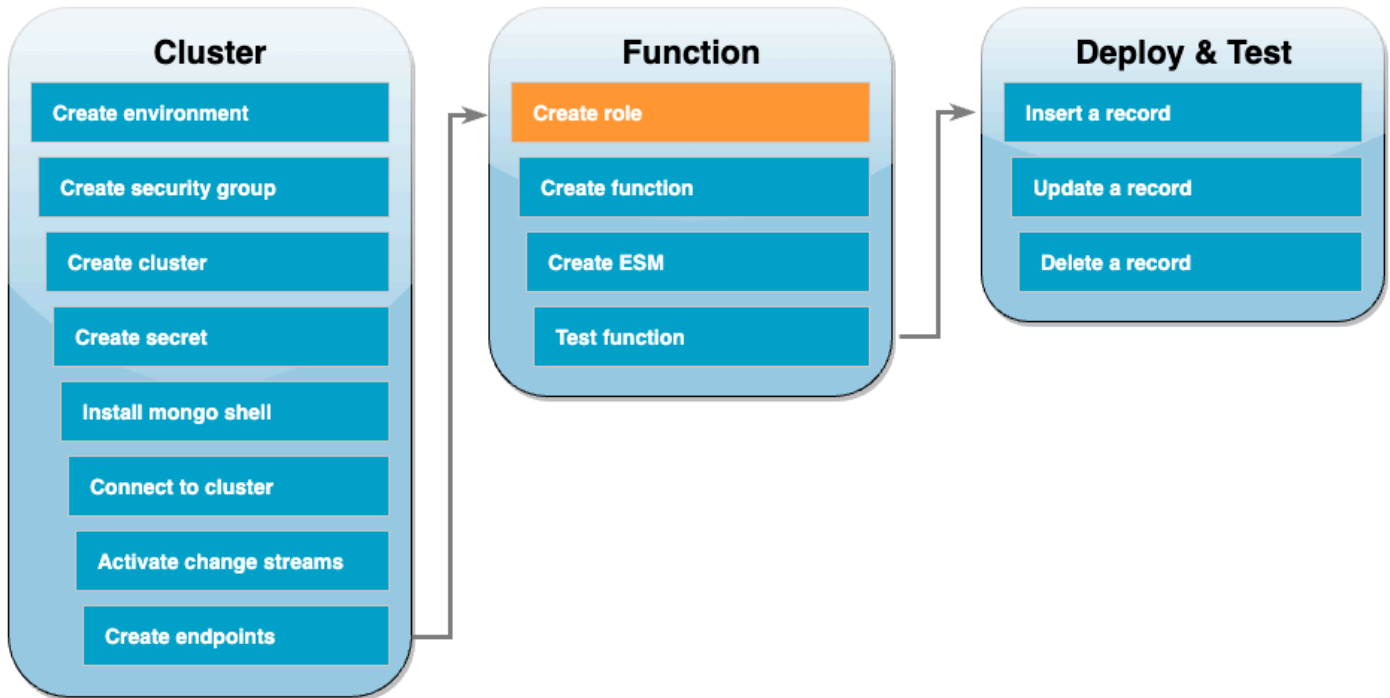 Cluster
Create environment
Create security group
Create cluster
Create secret
Install mongo shell
Connect to cluster
Activate change streams
Create endpoints
Function
Create role
Create function
Create ESM
Test function
Deploy & Test
Insert a record
Update a record
Delete a record